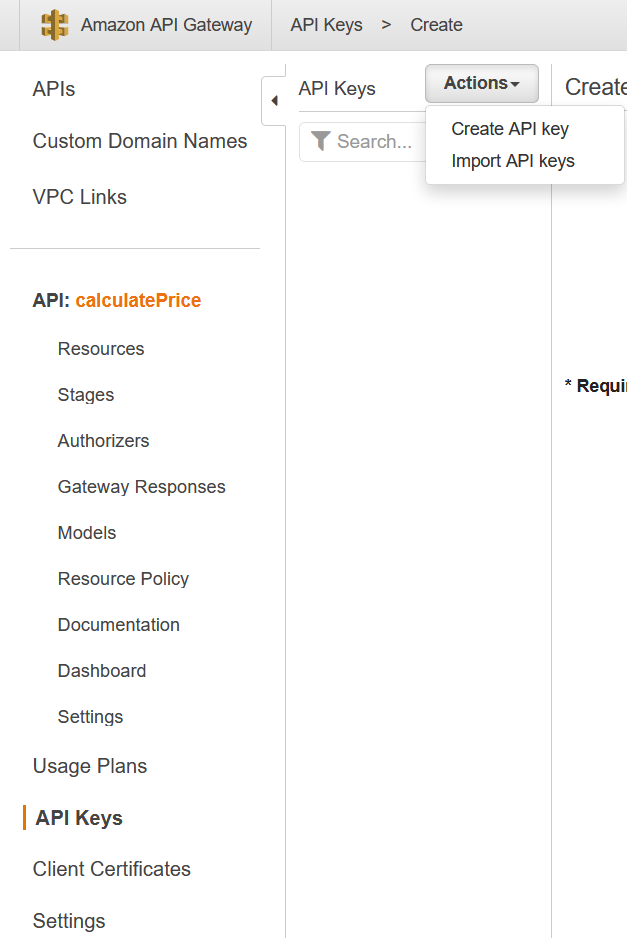 Amazon API Gateway
API Keys > Create
APIs
Custom Domain Names
VPC Links
API: calculatePrice
Resources
Stages
Authorizers
Gateway Responses
Models
Resource Policy
Documentation
Dashboard
Settings
Usage Plans
API Keys
Client Certificates
Settings
API Keys
Actions
Search...
Create API key
Import API keys
Create
*